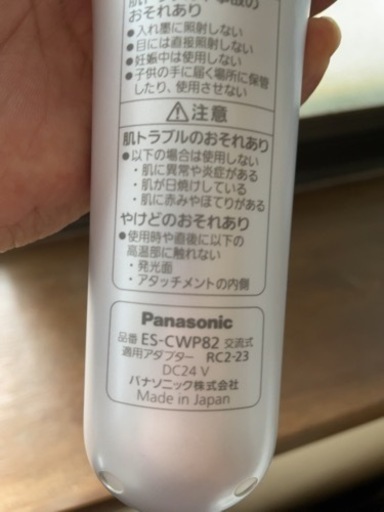 おそれあり
●入れ墨に照射しない
●目には直接照射しない
●妊娠中は使用しない
●子供の手に届く場所に保管
したり、使用させない
⚠注意
肌トラブルのおそれあり
●以下の場合は使用しない
・肌に異常や炎症がある
・肌が日焼けしている
・肌に赤みやほてりがある
やけどのおそれあり
●使用時や直後に以下の
高温部に触れない
・発光面
・アタッチメントの内側
Panasonic
品番 ES-CWP82 交流式
適用アダプター RC2-23
DC24 V
パナソニック株式会社
Made in Japan